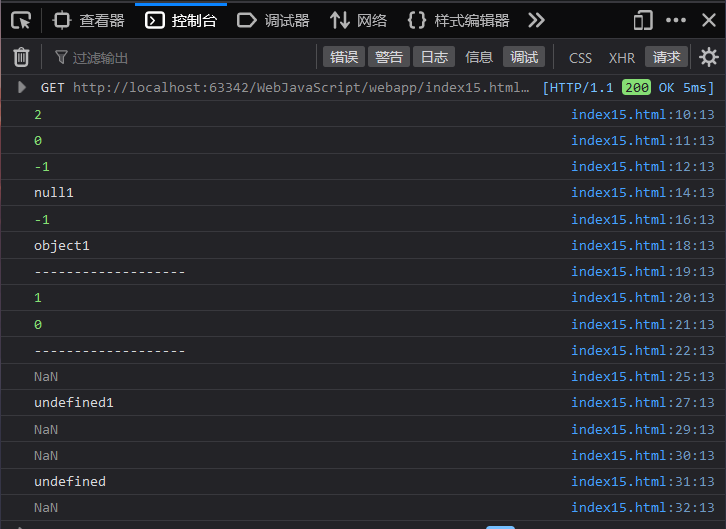 查看器 控制台 调试器 网络 {} 样式编辑器
过滤输出 错误 警告 日志 信息 调试 CSS XHR 请求
GET http://localhost:63342/WebJavaScript/webapp/index15.html… [HTTP/1.1 200 OK 5ms]
2 index15.html:10:13
0 index15.html:11:13
-1 index15.html:12:13
null1 index15.html:14:13
-1 index15.html:16:13
object1 index15.html:18:13
------------------- index15.html:19:13
1 index15.html:20:13
0 index15.html:21:13
------------------- index15.html:22:13
NaN index15.html:25:13
undefined1 index15.html:27:13
NaN index15.html:29:13
NaN index15.html:30:13
undefined index15.html:31:13
NaN index15.html:32:13